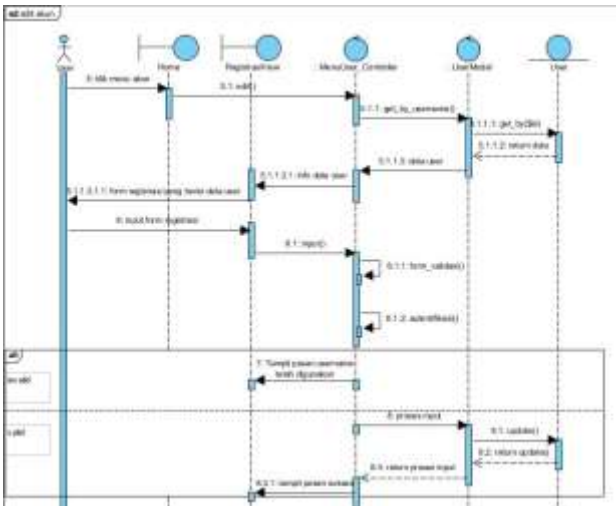 sd edit akun
User
Home
RegistrasiView
MenuUser_Controller
UserModel
User
5: klik menu akun
5.1: edit()
5.1.1: get_by_username()
5.1.1.1: get_by($id)
5.1.1.2: return data
5.1.1.3: data user
5.1.1.3.1: info data user
5.1.1.3.1.1: form registrasi yang berisi data user
6: input form registrasi
6.1: input()
6.1.1: form_validasi()
6.1.2: autentifikasi()
alt
7: Tampil pesan username
telah digunakan
8: proses input
8.1: update()
8.2: return update()
8.3: return proses input
8.3.1: tampil pesan sukses